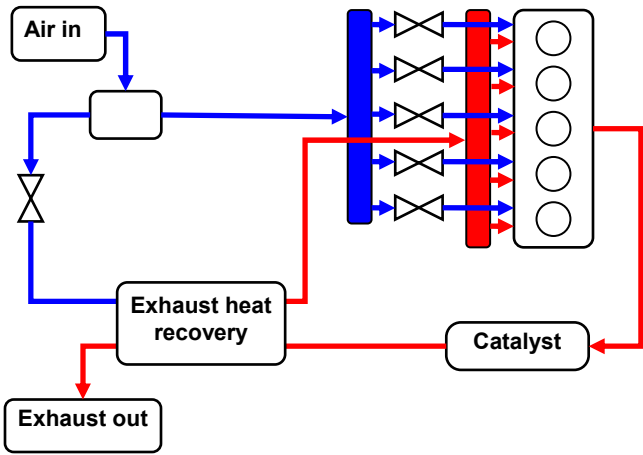 Air in
Exhaust heat
recovery
Catalyst
Exhaust out